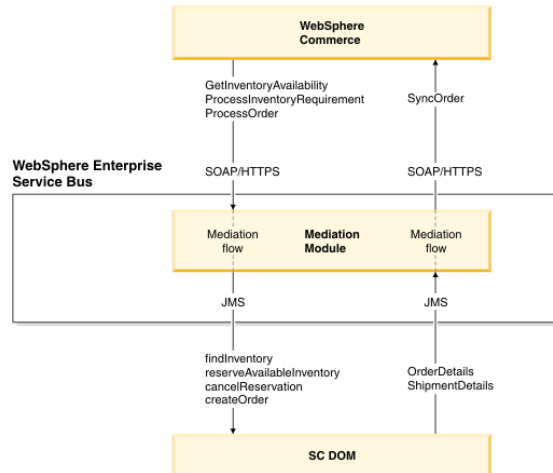 WebSphere
Commerce
GetInventoryAvailability
ProcessInventoryRequirement
ProcessOrder
SyncOrder
WebSphere Enterprise
Service Bus
SOAP/HTTPS
SOAP/HTTPS
Mediation
flow
Mediation
Module
Mediation
flow
JMS
JMS
findInventory
reserveAvailableInventory
cancelReservation
createOrder
OrderDetails
ShipmentDetails
SC DOM